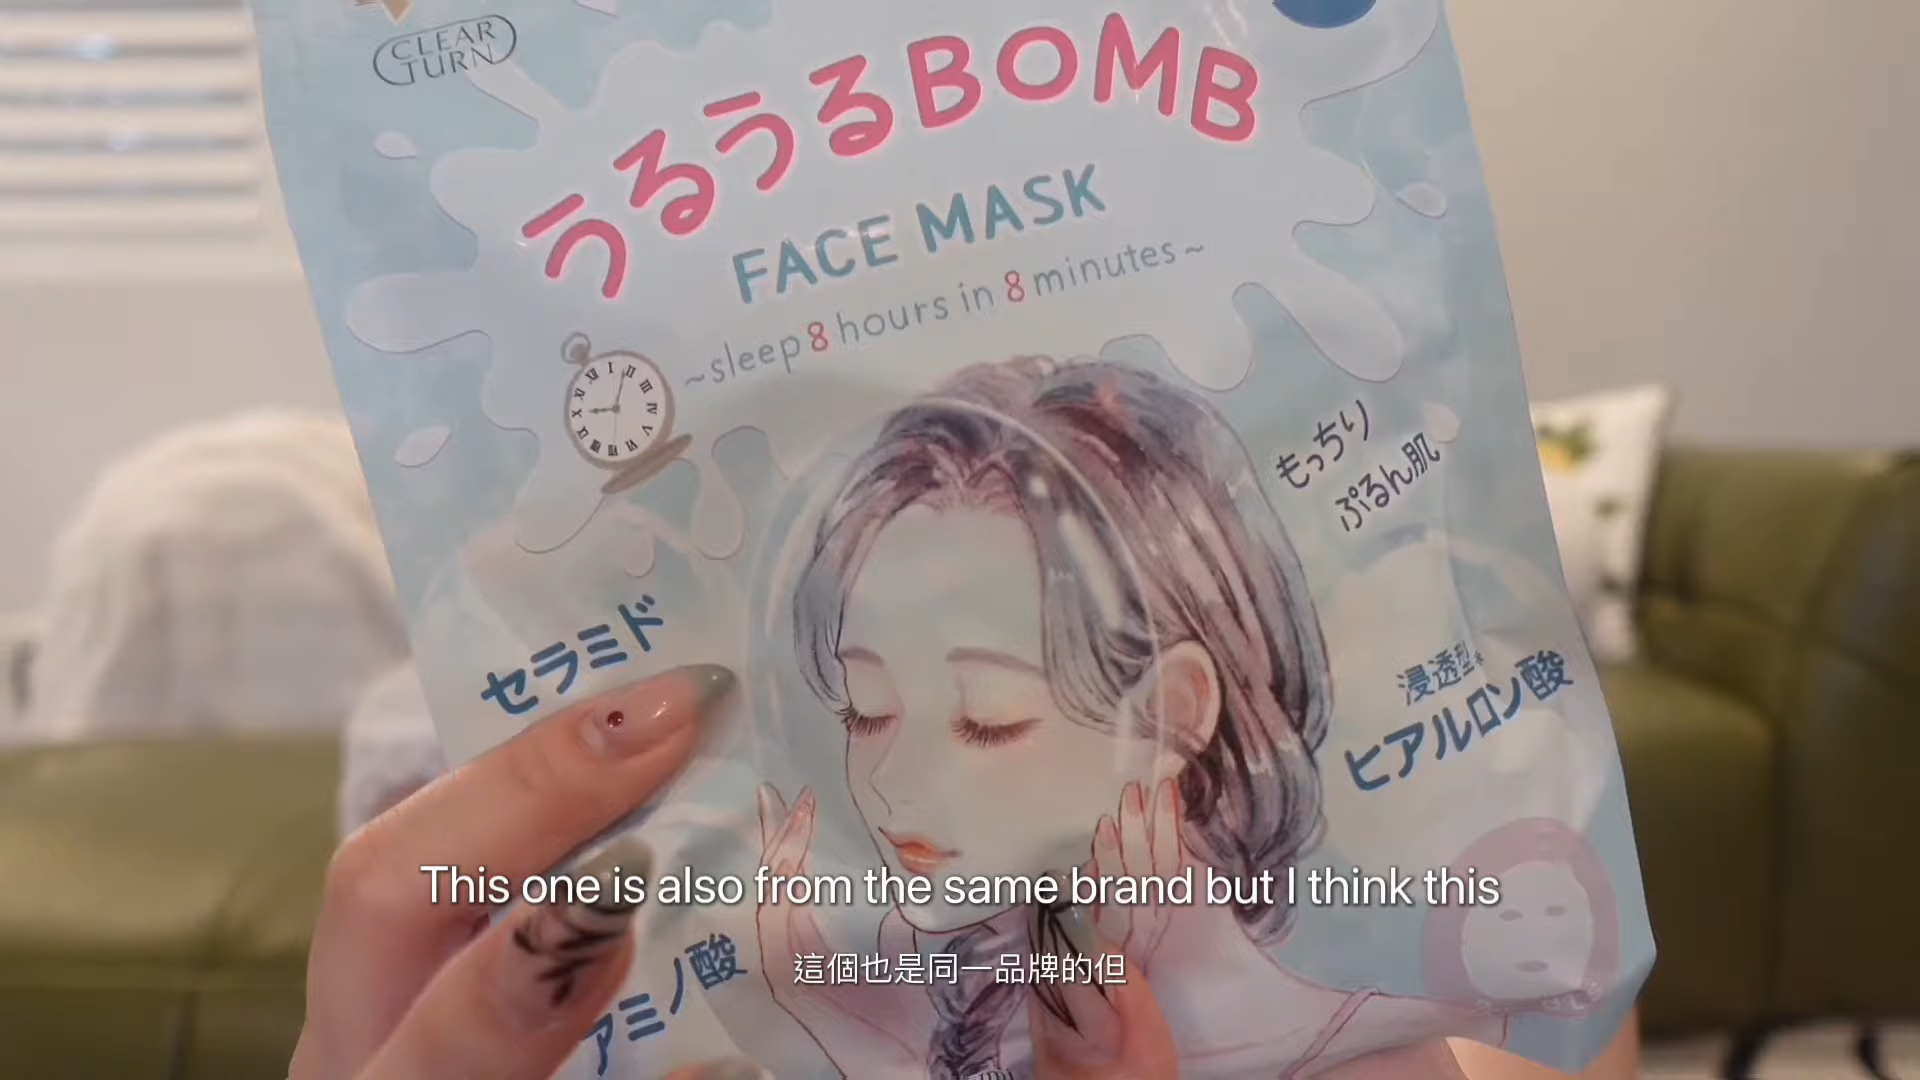 CLEAR
TURN
うるうるBOMB
FACE MASK
~sleep 8 hours in 8 minutes~
もっちり
ぷるん肌
セラミド
浸透型*
ヒアルロン酸
This one is also from the same brand but I think this
這個也是同一品牌的但
アミノ酸